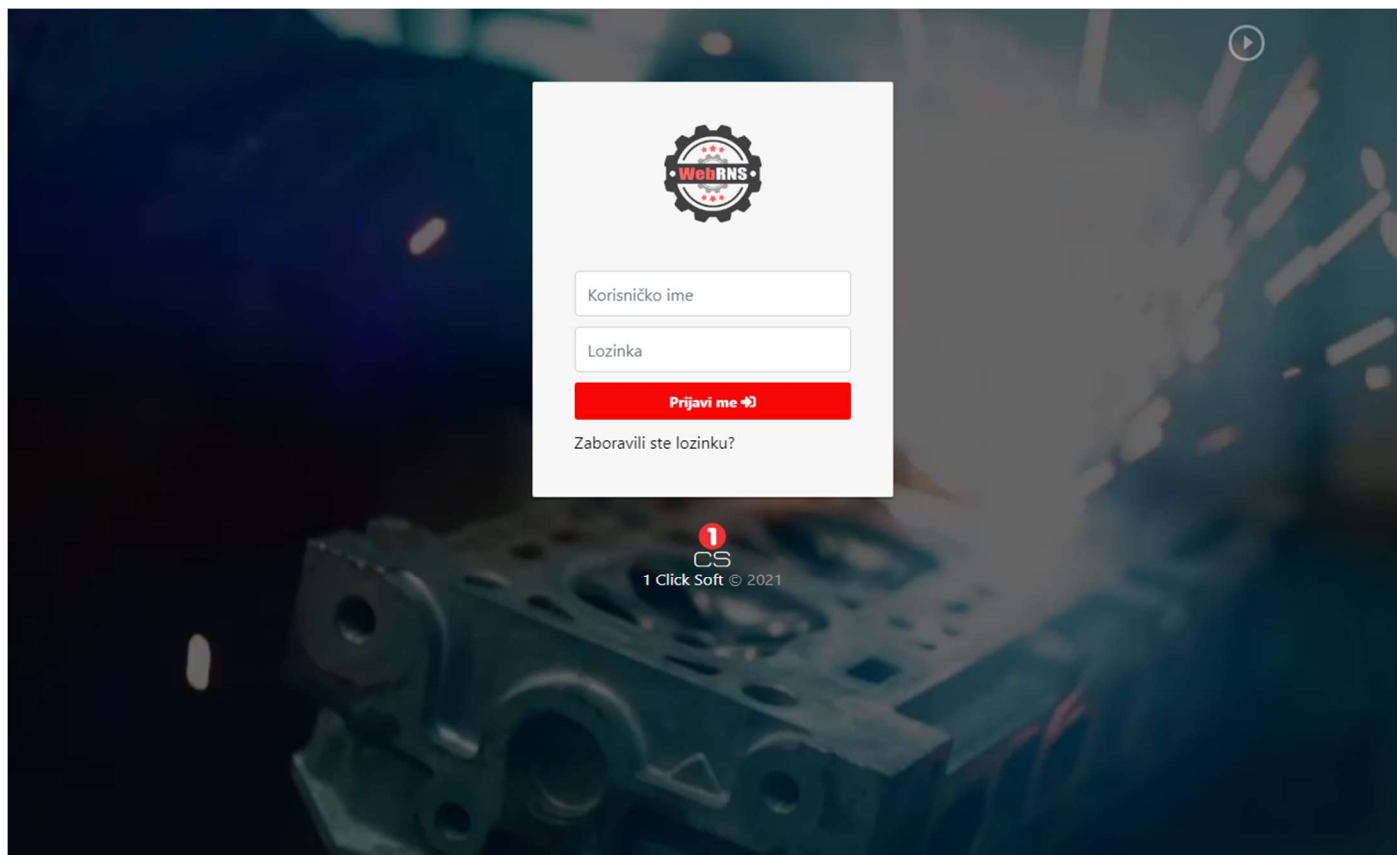 WebRNS
Korisničko ime
Lozinka
Prijavi me
Zaboravili ste lozinku?
1
CS
1 Click Soft © 2021